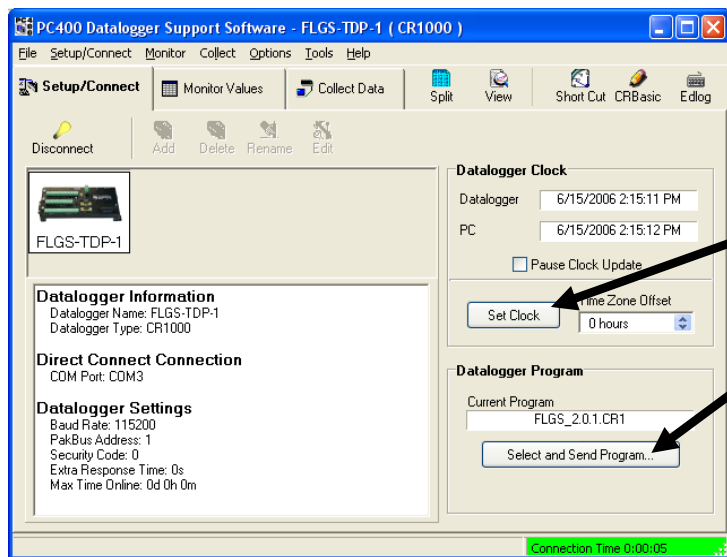 PC400 Datalogger Support Software - FLGS-TDP-1 ( CR1000 )
File Setup/Connect Monitor Collect Options Tools Help
Setup/Connect Monitor Values Collect Data Split View Short Cut CRBasic Edlog
Disconnect Add Delete Rename Edit
FLGS-TDP-1
Datalogger Information
Datalogger Name: FLGS-TDP-1
Datalogger Type: CR1000
Direct Connect Connection
COM Port: COM3
Datalogger Settings
Baud Rate: 115200
PakBus Address: 1
Security Code: 0
Extra Response Time: 0s
Max Time Online: 0d 0h 0m
Datalogger Clock
Datalogger 6/15/2006 2:15:11 PM
PC 6/15/2006 2:15:12 PM
Pause Clock Update
Set Clock
Time Zone Offset
0 hours
Datalogger Program
Current Program
FLGS_2.0.1.CR1
Select and Send Program...
Connection Time 0:00:05